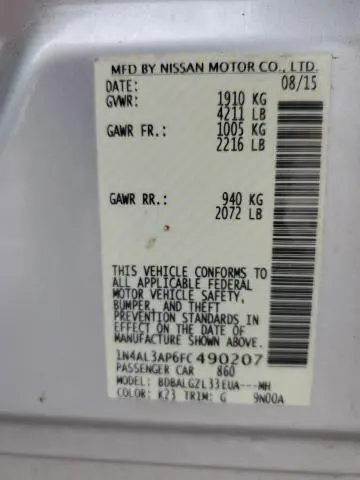 MFD BY NISSAN MOTOR CO., LTD.
DATE: 08/15
GVWR: 1910 KG
4211 LB
GAWR FR.: 1005 KG
2216 LB
GAWR RR.: 940 KG
2072 LB
THIS VEHICLE CONFORMS TO
ALL APPLICABLE FEDERAL
MOTOR VEHICLE SAFETY,
BUMPER, AND THEFT
PREVENTION STANDARDS
IN EFFECT ON THE DATE OF
MANUFACTURE SHOWN ABOVE.
1N4AL3AP6FC490207
PASSENGER CAR 860
MODEL: BDBALGZL33EUA---MH
COLOR: K23 TRIM: G 9N00A